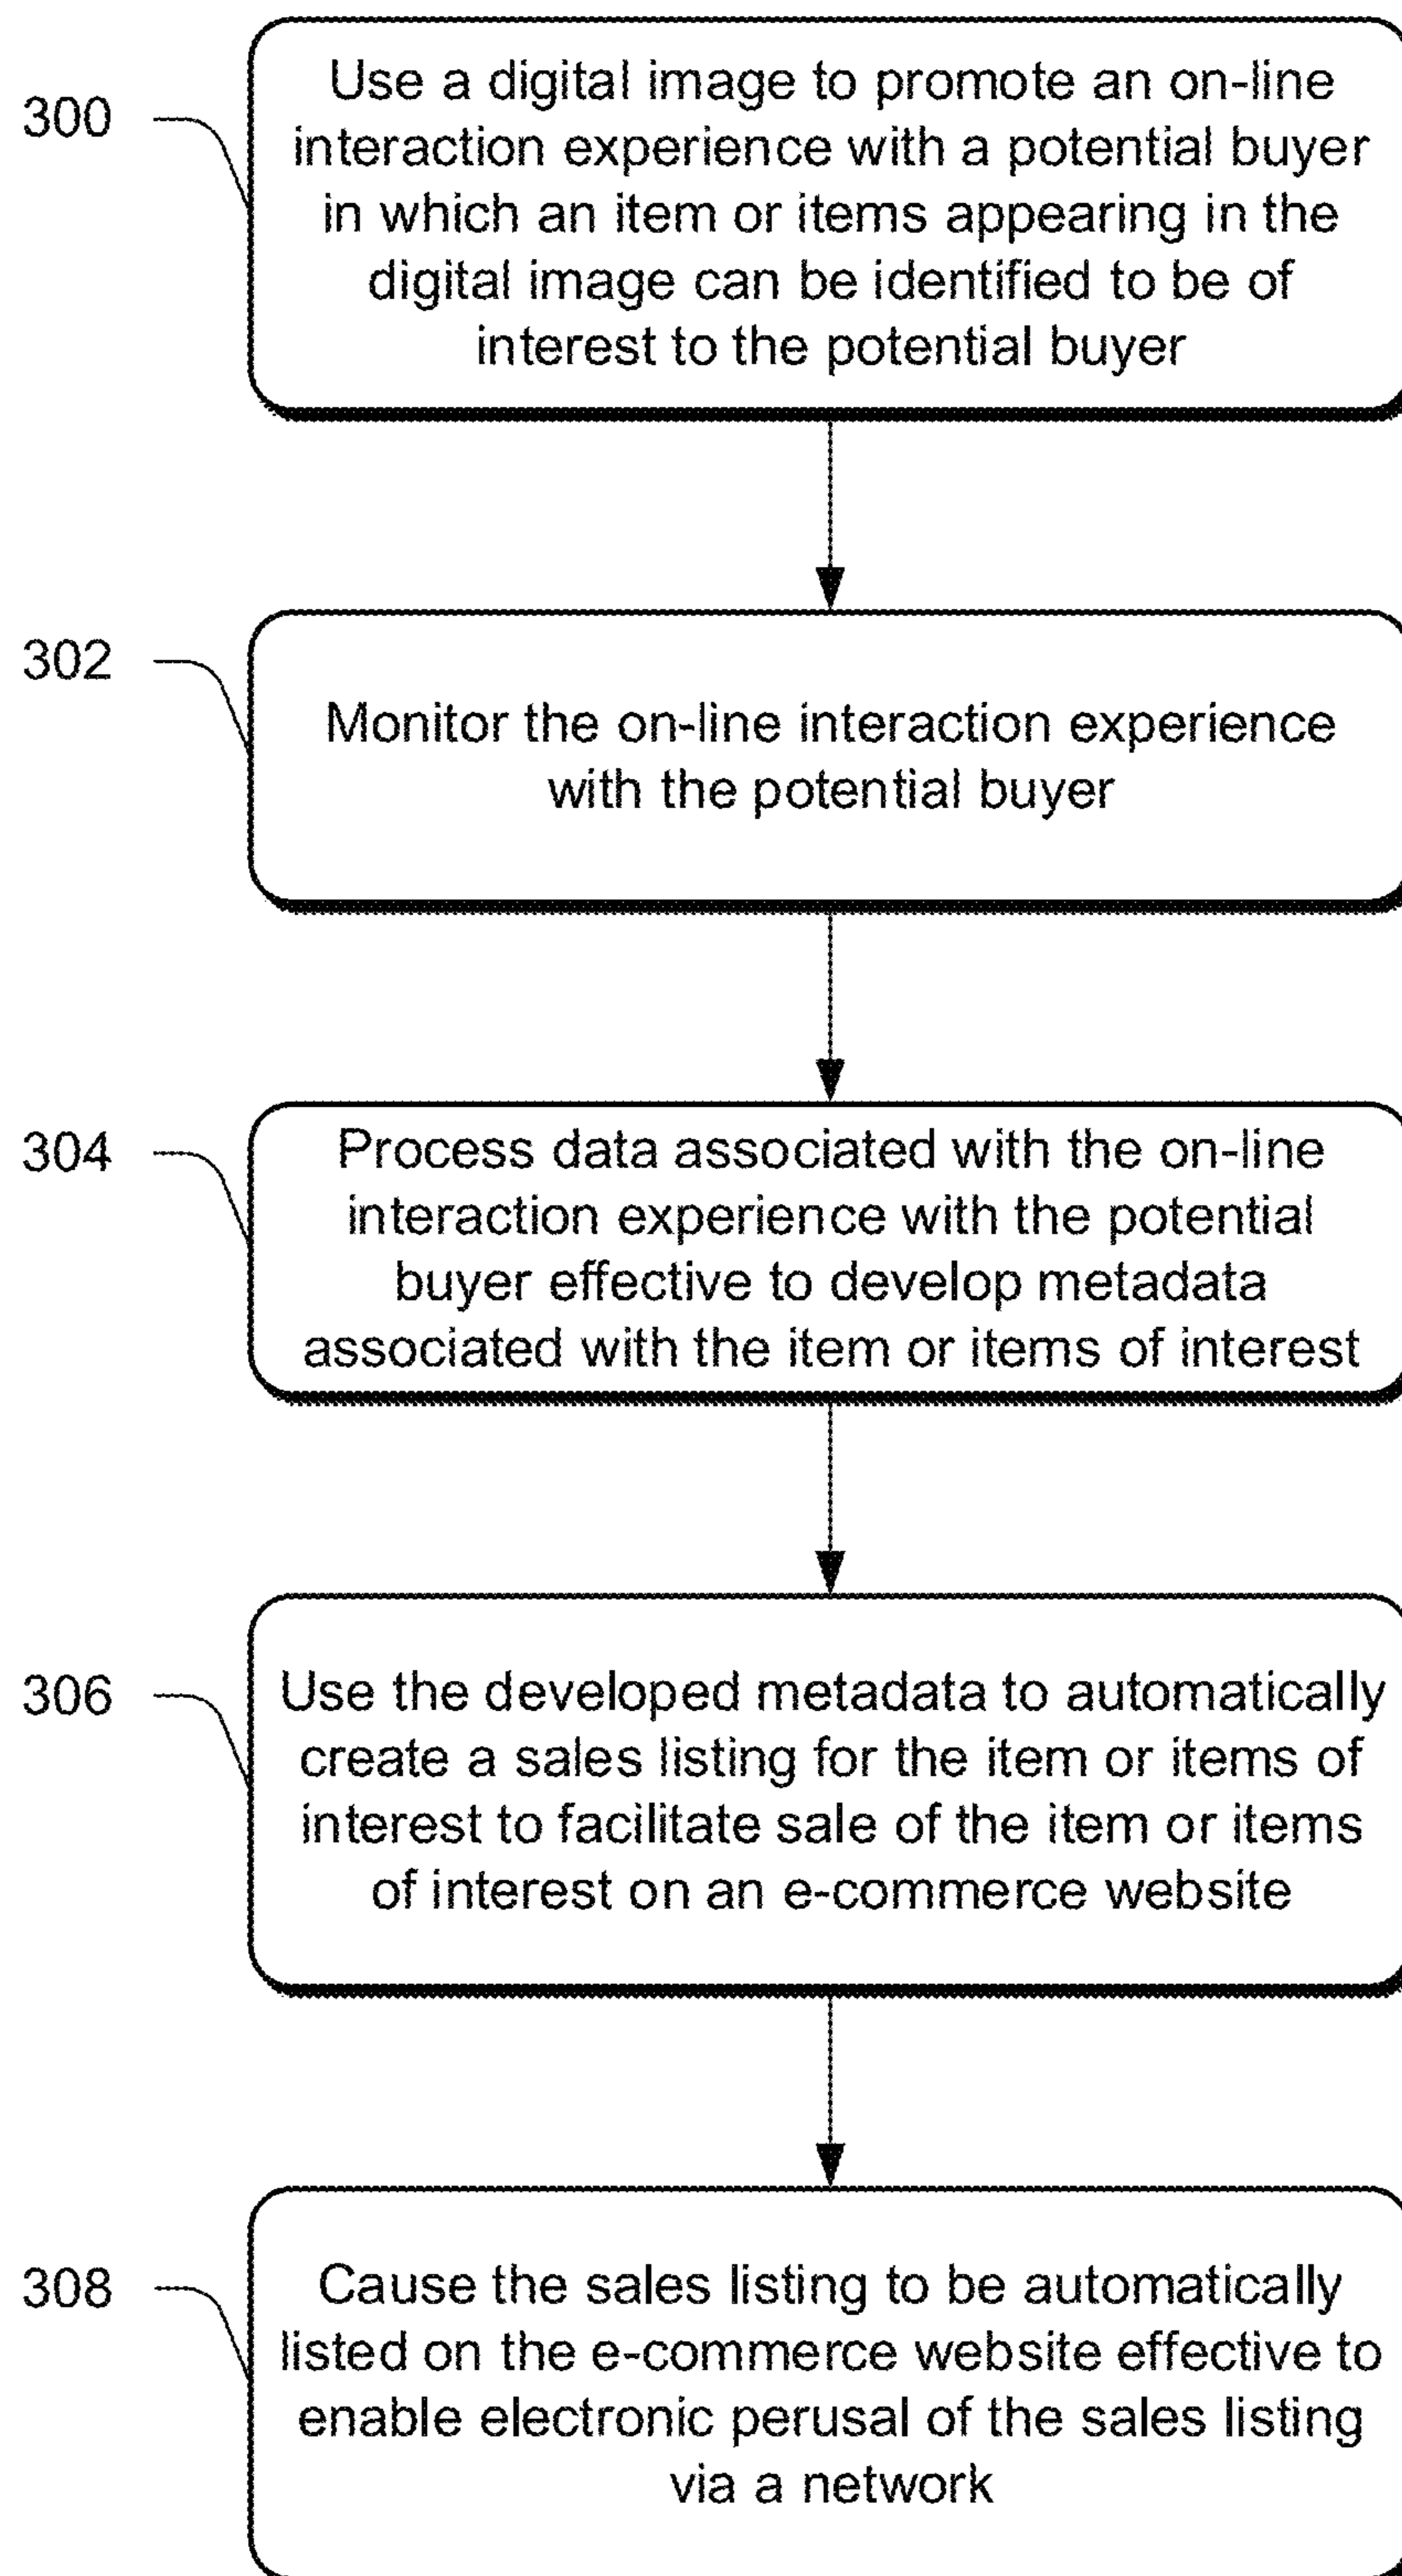 300
Use a digital image to promote an on-line
interaction experience with a potential buyer
in which an item or items appearing in the
digital image can be identified to be of
interest to the potential buyer
302
Monitor the on-line interaction experience
with the potential buyer
304
Process data associated with the on-line
interaction experience with the potential
buyer effective to develop metadata
associated with the item or items of interest
306
Use the developed metadata to automatically
create a sales listing for the item or items of
interest to facilitate sale of the item or items
of interest on an e-commerce website
308
Cause the sales listing to be automatically
listed on the e-commerce website effective to
enable electronic perusal of the sales listing
via a network